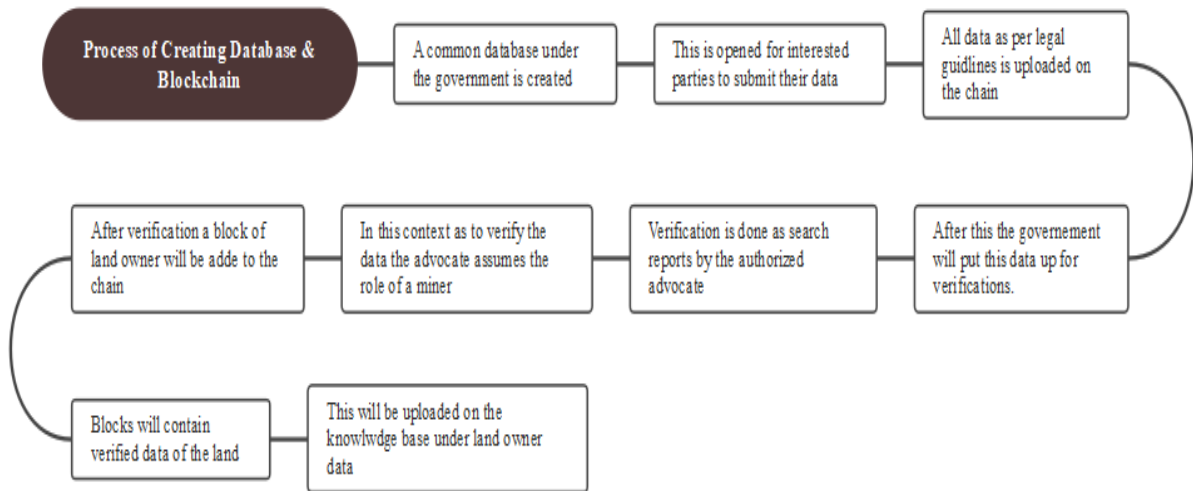 Process of Creating Database &
Blockchain
A common database under
the government is created
This is opened for interested
parties to submit their data
All data as per legal
guidlines is uploaded on
the chain
After this the governement
will put this data up for
verifications.
Verification is done as search
reports by the authorized
advocate
In this context as to verify the
data the advocate assumes the
role of a miner
After verification a block of
land owner will be adde to the
chain
Blocks will contain
verified data of the land
This will be uploaded on the
knowlwdge base under land owner
data